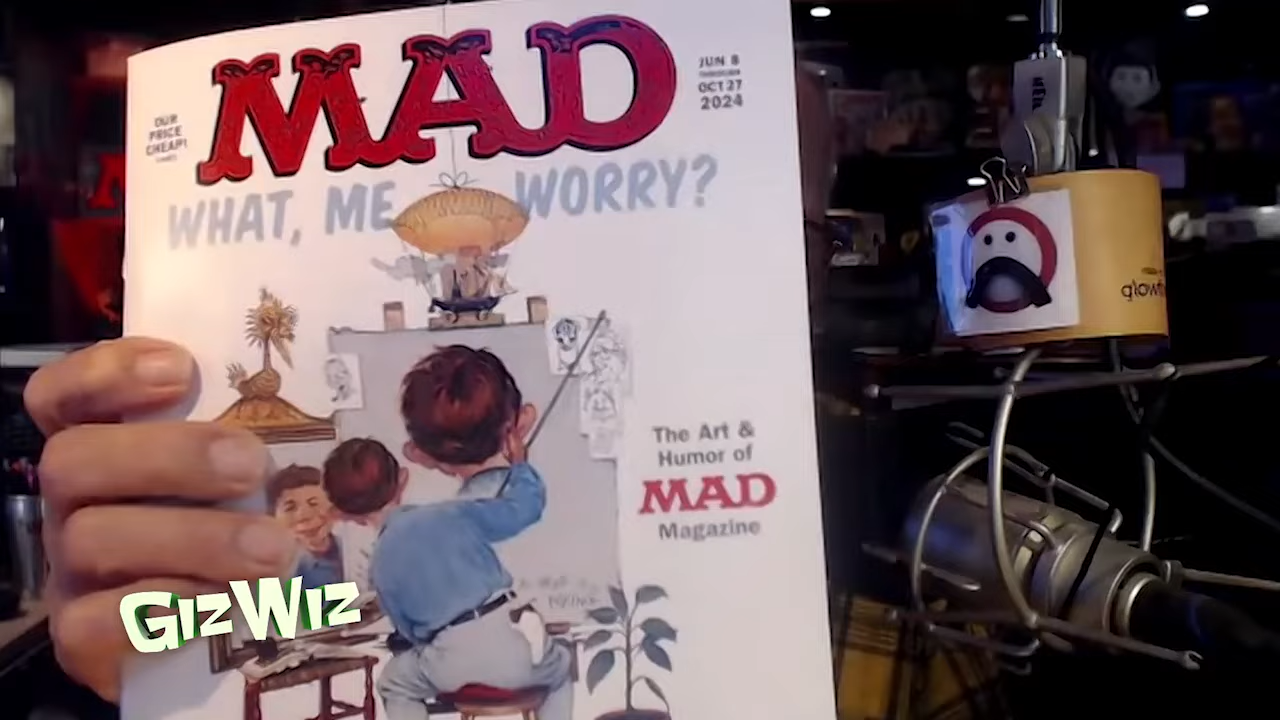 MAD
JUN 8
THROUGH
OCT 27
2024
OUR
PRICE
CHEAP!
WHAT, ME WORRY?
The Art &
Humor of
MAD
Magazine
GIZWIZ